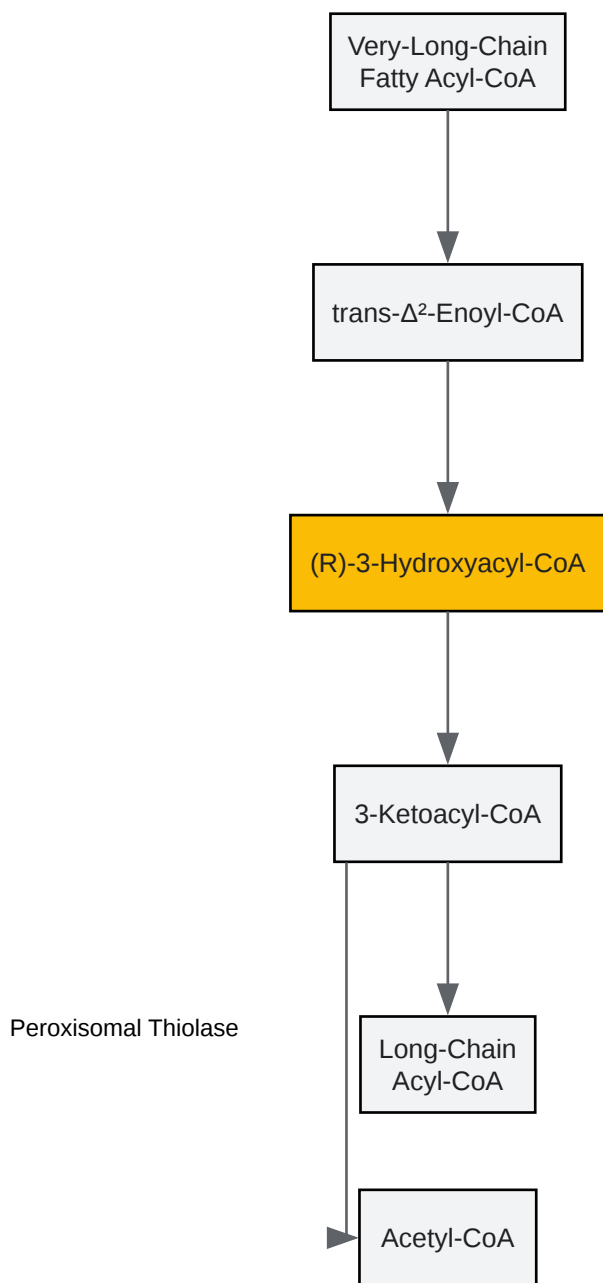 Very-Long-Chain
Fatty Acyl-CoA
trans-Δ²-Enoyl-CoA
(R)-3-Hydroxyacyl-CoA
3-Ketoacyl-CoA
Peroxisomal Thiolase
Long-Chain
Acyl-CoA
Acetyl-CoA